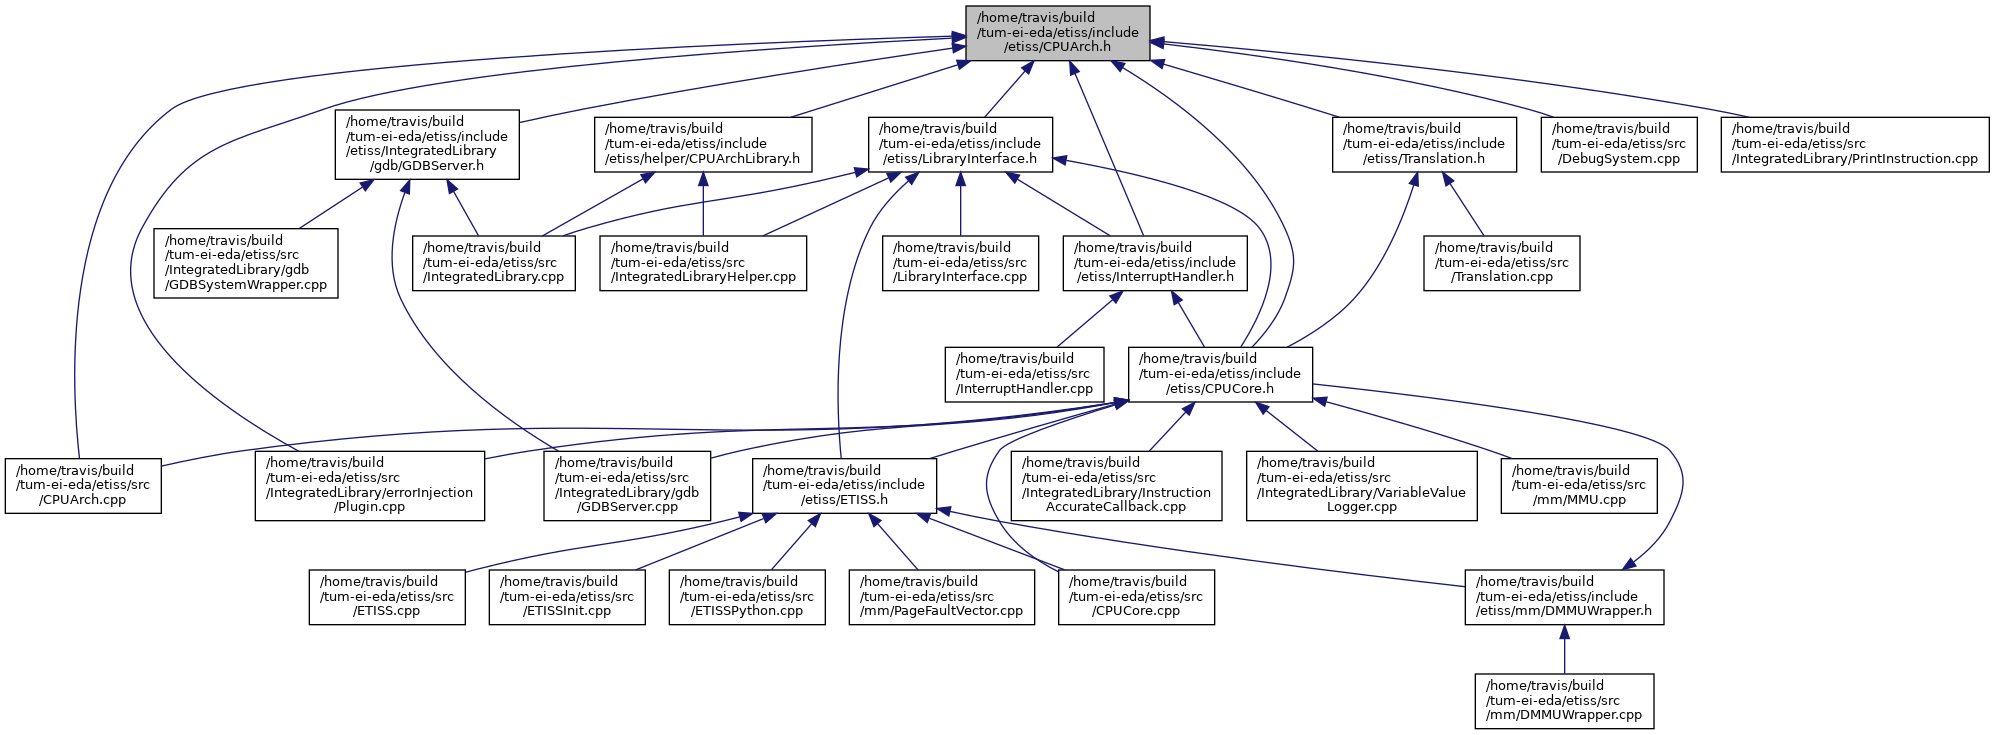 /home/travis/build
/tum-ei-eda/etiss/include
/etiss/CPUArch.h
/home/travis/build
/tum-ei-eda/etiss/include
/etiss/IntegratedLibrary
/gdb/GDBServer.h
/home/travis/build
/tum-ei-eda/etiss/include
/etiss/helper/CPUArchLibrary.h
/home/travis/build
/tum-ei-eda/etiss/include
/etiss/LibraryInterface.h
/home/travis/build
/tum-ei-eda/etiss/include
/etiss/Translation.h
/home/travis/build
/tum-ei-eda/etiss/src
/DebugSystem.cpp
/home/travis/build
/tum-ei-eda/etiss/src
/IntegratedLibrary/PrintInstruction.cpp
/home/travis/build
/tum-ei-eda/etiss/src
/IntegratedLibrary/gdb
/GDBSystemWrapper.cpp
/home/travis/build
/tum-ei-eda/etiss/src
/IntegratedLibrary.cpp
/home/travis/build
/tum-ei-eda/etiss/src
/IntegratedLibraryHelper.cpp
/home/travis/build
/tum-ei-eda/etiss/src
/LibraryInterface.cpp
/home/travis/build
/tum-ei-eda/etiss/include
/etiss/InterruptHandler.h
/home/travis/build
/tum-ei-eda/etiss/src
/Translation.cpp
/home/travis/build
/tum-ei-eda/etiss/src
/InterruptHandler.cpp
/home/travis/build
/tum-ei-eda/etiss/include
/etiss/CPUCore.h
/home/travis/build
/tum-ei-eda/etiss/src
/CPUArch.cpp
/home/travis/build
/tum-ei-eda/etiss/src
/IntegratedLibrary/errorInjection
/Plugin.cpp
/home/travis/build
/tum-ei-eda/etiss/src
/IntegratedLibrary/gdb
/GDBServer.cpp
/home/travis/build
/tum-ei-eda/etiss/include
/etiss/ETISS.h
/home/travis/build
/tum-ei-eda/etiss/src
/IntegratedLibrary/Instruction
AccurateCallback.cpp
/home/travis/build
/tum-ei-eda/etiss/src
/IntegratedLibrary/VariableValue
Logger.cpp
/home/travis/build
/tum-ei-eda/etiss/src
/mm/MMU.cpp
/home/travis/build
/tum-ei-eda/etiss/src
/ETISS.cpp
/home/travis/build
/tum-ei-eda/etiss/src
/ETISSInit.cpp
/home/travis/build
/tum-ei-eda/etiss/src
/ETISSPython.cpp
/home/travis/build
/tum-ei-eda/etiss/src
/mm/PageFaultVector.cpp
/home/travis/build
/tum-ei-eda/etiss/src
/CPUCore.cpp
/home/travis/build
/tum-ei-eda/etiss/include
/etiss/mm/DMMUWrapper.h
/home/travis/build
/tum-ei-eda/etiss/src
/mm/DMMUWrapper.cpp